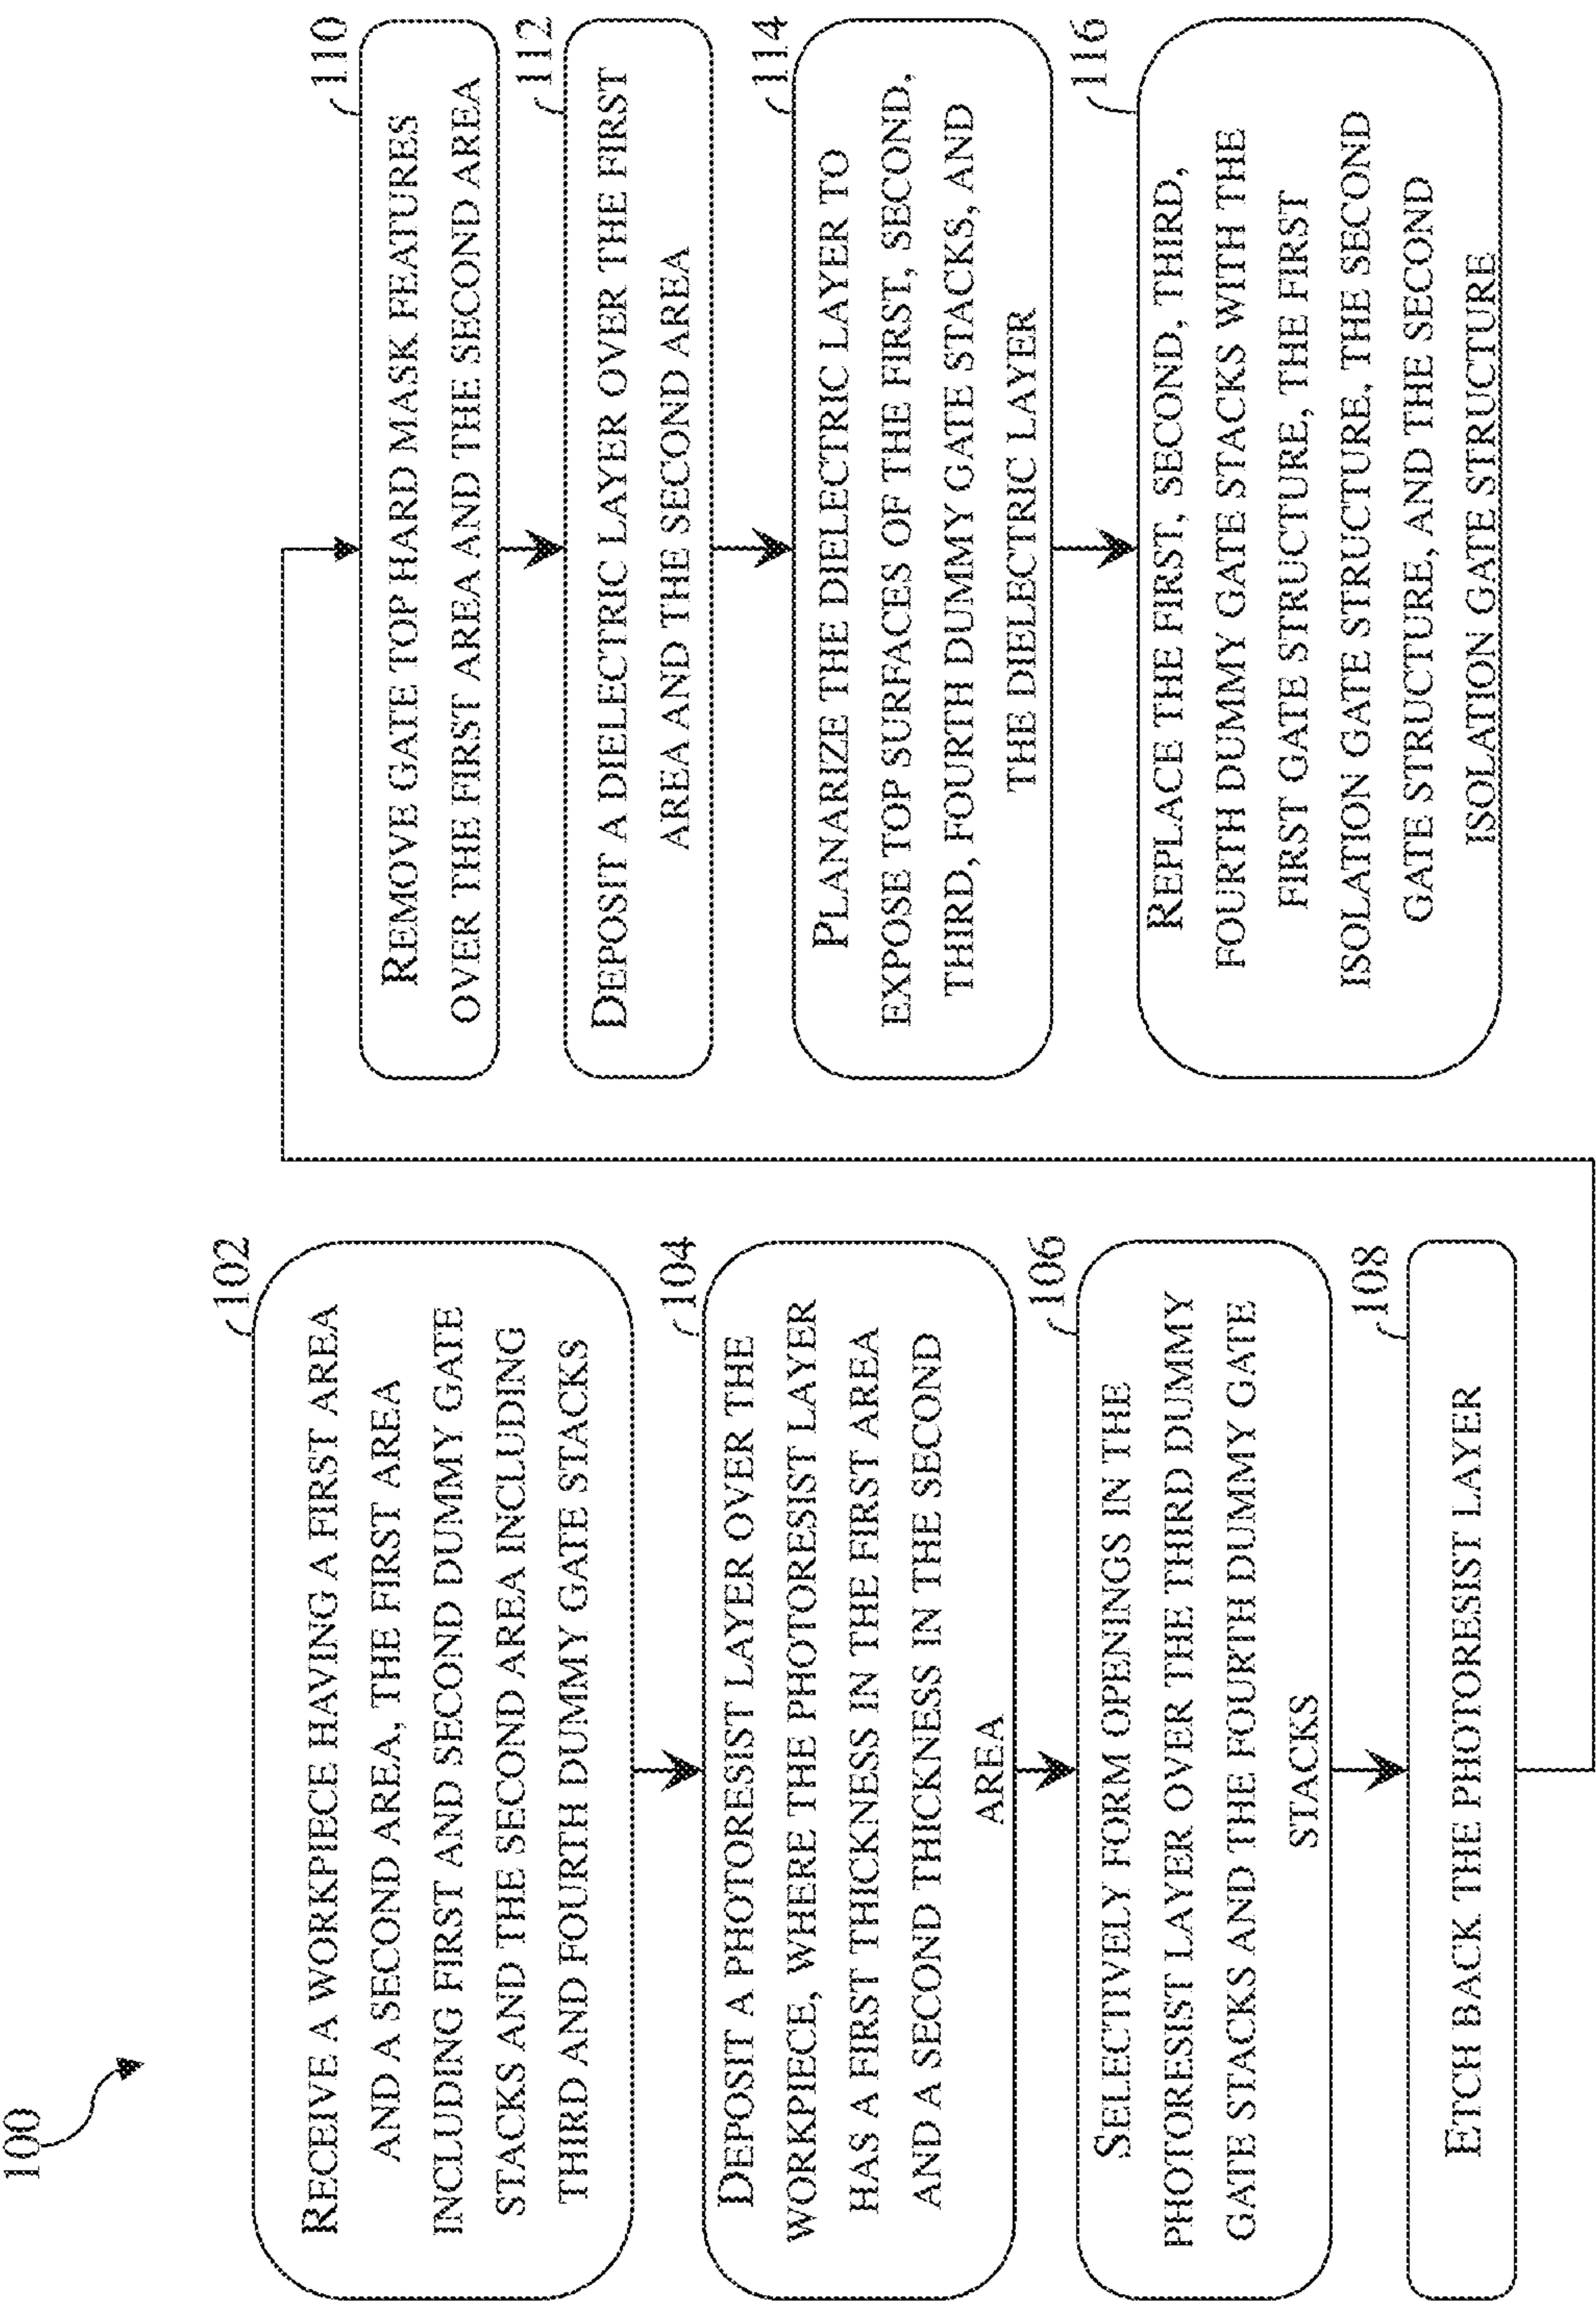 100
102
RECEIVE A WORKPIECE HAVING A FIRST AREA
AND A SECOND AREA, THE FIRST AREA
INCLUDING FIRST AND SECOND DUMMY GATE
STACKS AND THE SECOND AREA INCLUDING
THIRD AND FOURTH DUMMY GATE STACKS
104
DEPOSIT A PHOTORESIST LAYER OVER THE
WORKPIECE, WHERE THE PHOTORESIST LAYER
HAS A FIRST THICKNESS IN THE FIRST AREA
AND A SECOND THICKNESS IN THE SECOND
AREA
106
SELECTIVELY FORM OPENINGS IN THE
PHOTORESIST LAYER OVER THE THIRD DUMMY
GATE STACKS AND THE FOURTH DUMMY GATE
STACKS
108
ETCH BACK THE PHOTORESIST LAYER
110
REMOVE GATE TOP HARD MASK FEATURES
OVER THE FIRST AREA AND THE SECOND AREA
112
DEPOSIT A DIELECTRIC LAYER OVER THE FIRST
AREA AND THE SECOND AREA
114
PLANARIZE THE DIELECTRIC LAYER TO
EXPOSE TOP SURFACES OF THE FIRST, SECOND,
THIRD, FOURTH DUMMY GATE STACKS, AND
THE DIELECTRIC LAYER
116
REPLACE THE FIRST, SECOND, THIRD,
FOURTH DUMMY GATE STACKS WITH THE
FIRST GATE STRUCTURE, THE FIRST
ISOLATION GATE STRUCTURE, THE SECOND
GATE STRUCTURE, AND THE SECOND
ISOLATION GATE STRUCTURE